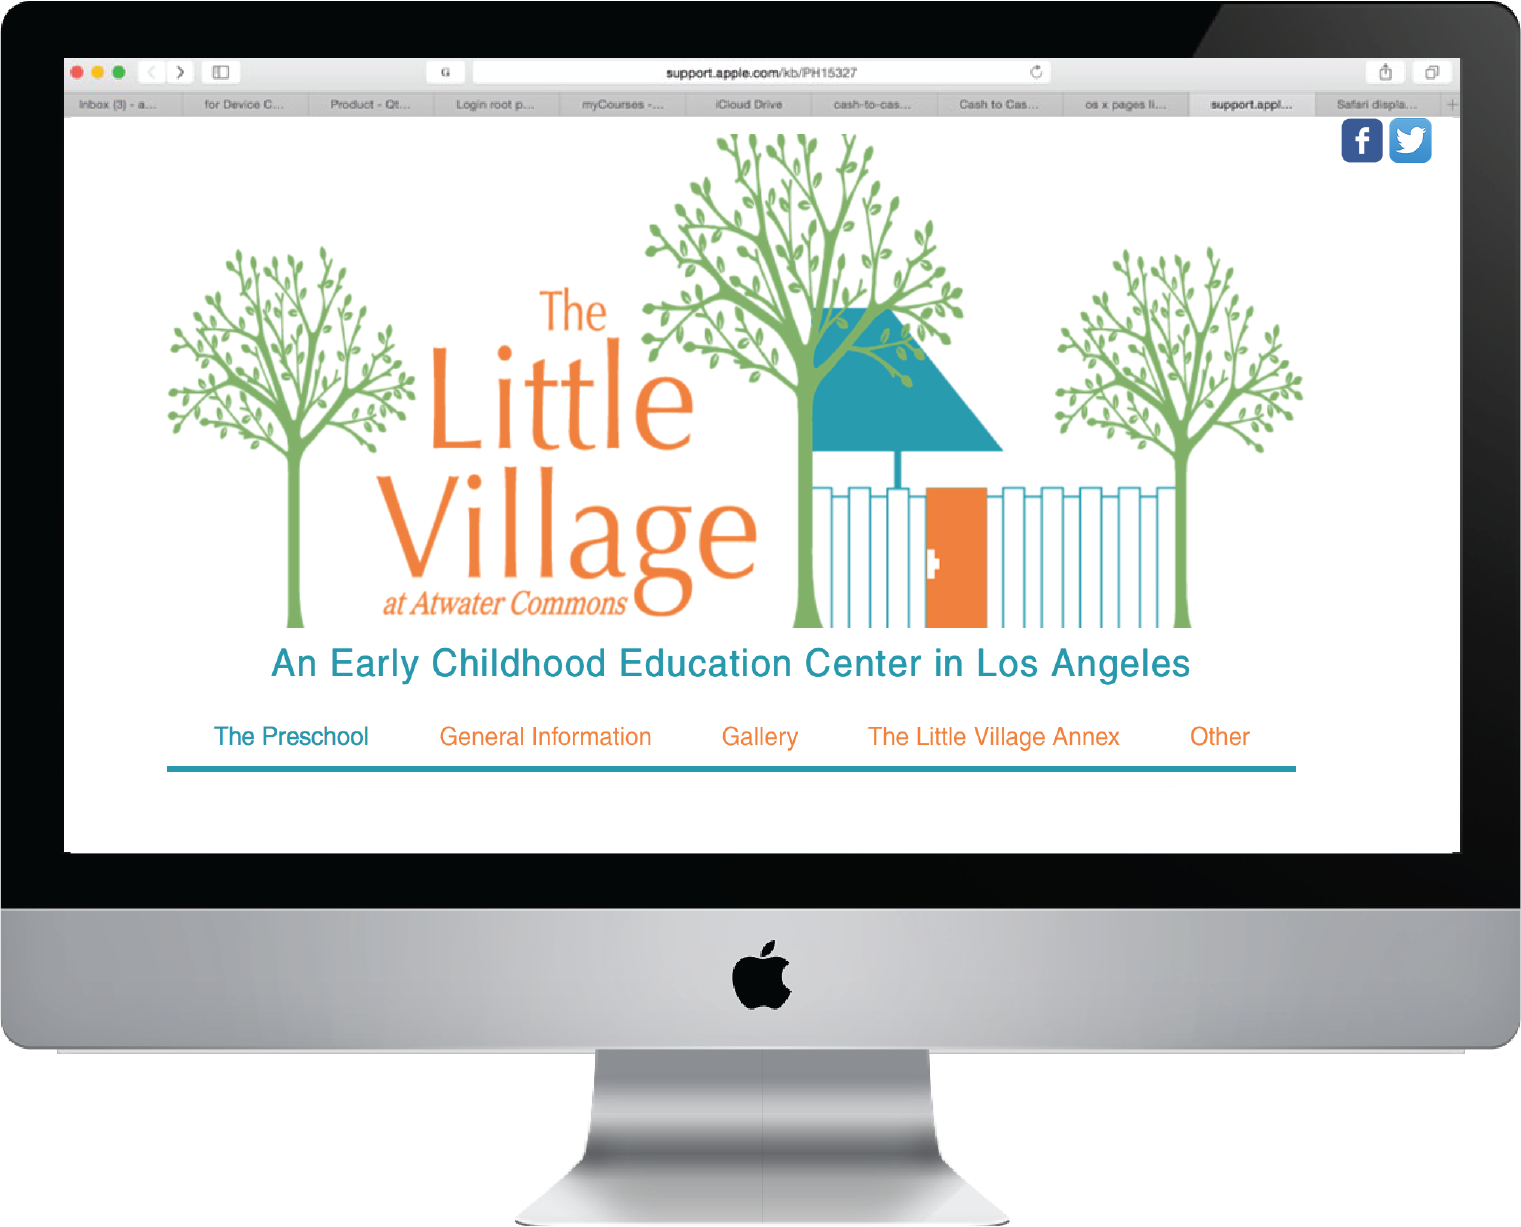 G
support.apple.com/kb/PH15327
Inbox (3) - a... for Device C... Product - Qt... Login root p... myCourses -... iCloud Drive cash-to-cas... Cash to Cas... os x pages li... support.appl... Safari displa...
The
Little
Village
at Atwater Commons
An Early Childhood Education Center in Los Angeles
The Preschool General Information Gallery The Little Village Annex Other